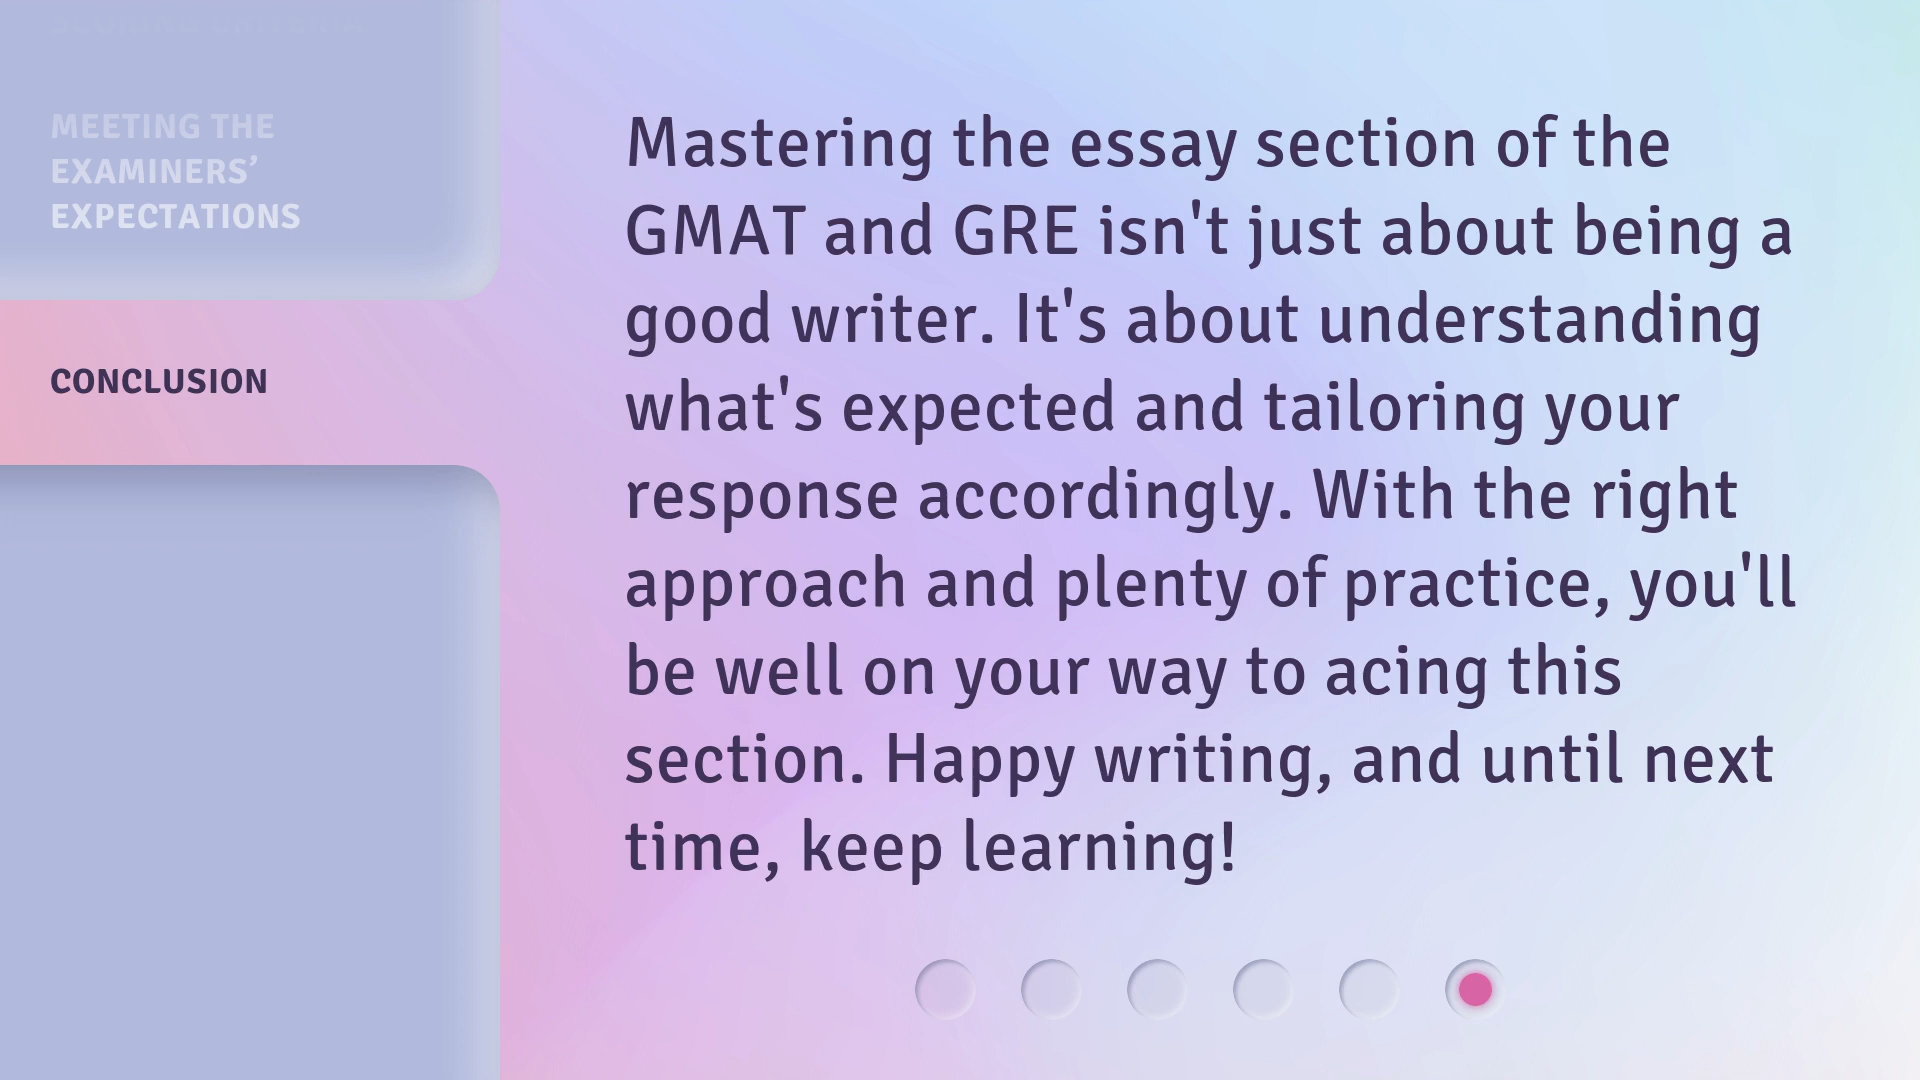 MEETING THE
EXAMINERS’
EXPECTATIONS
CONCLUSION
Mastering the essay section of the
GMAT and GRE isn't just about being a
good writer. It's about understanding
what's expected and tailoring your
response accordingly. With the right
approach and plenty of practice, you'll
be well on your way to acing this
section. Happy writing, and until next
time, keep learning!